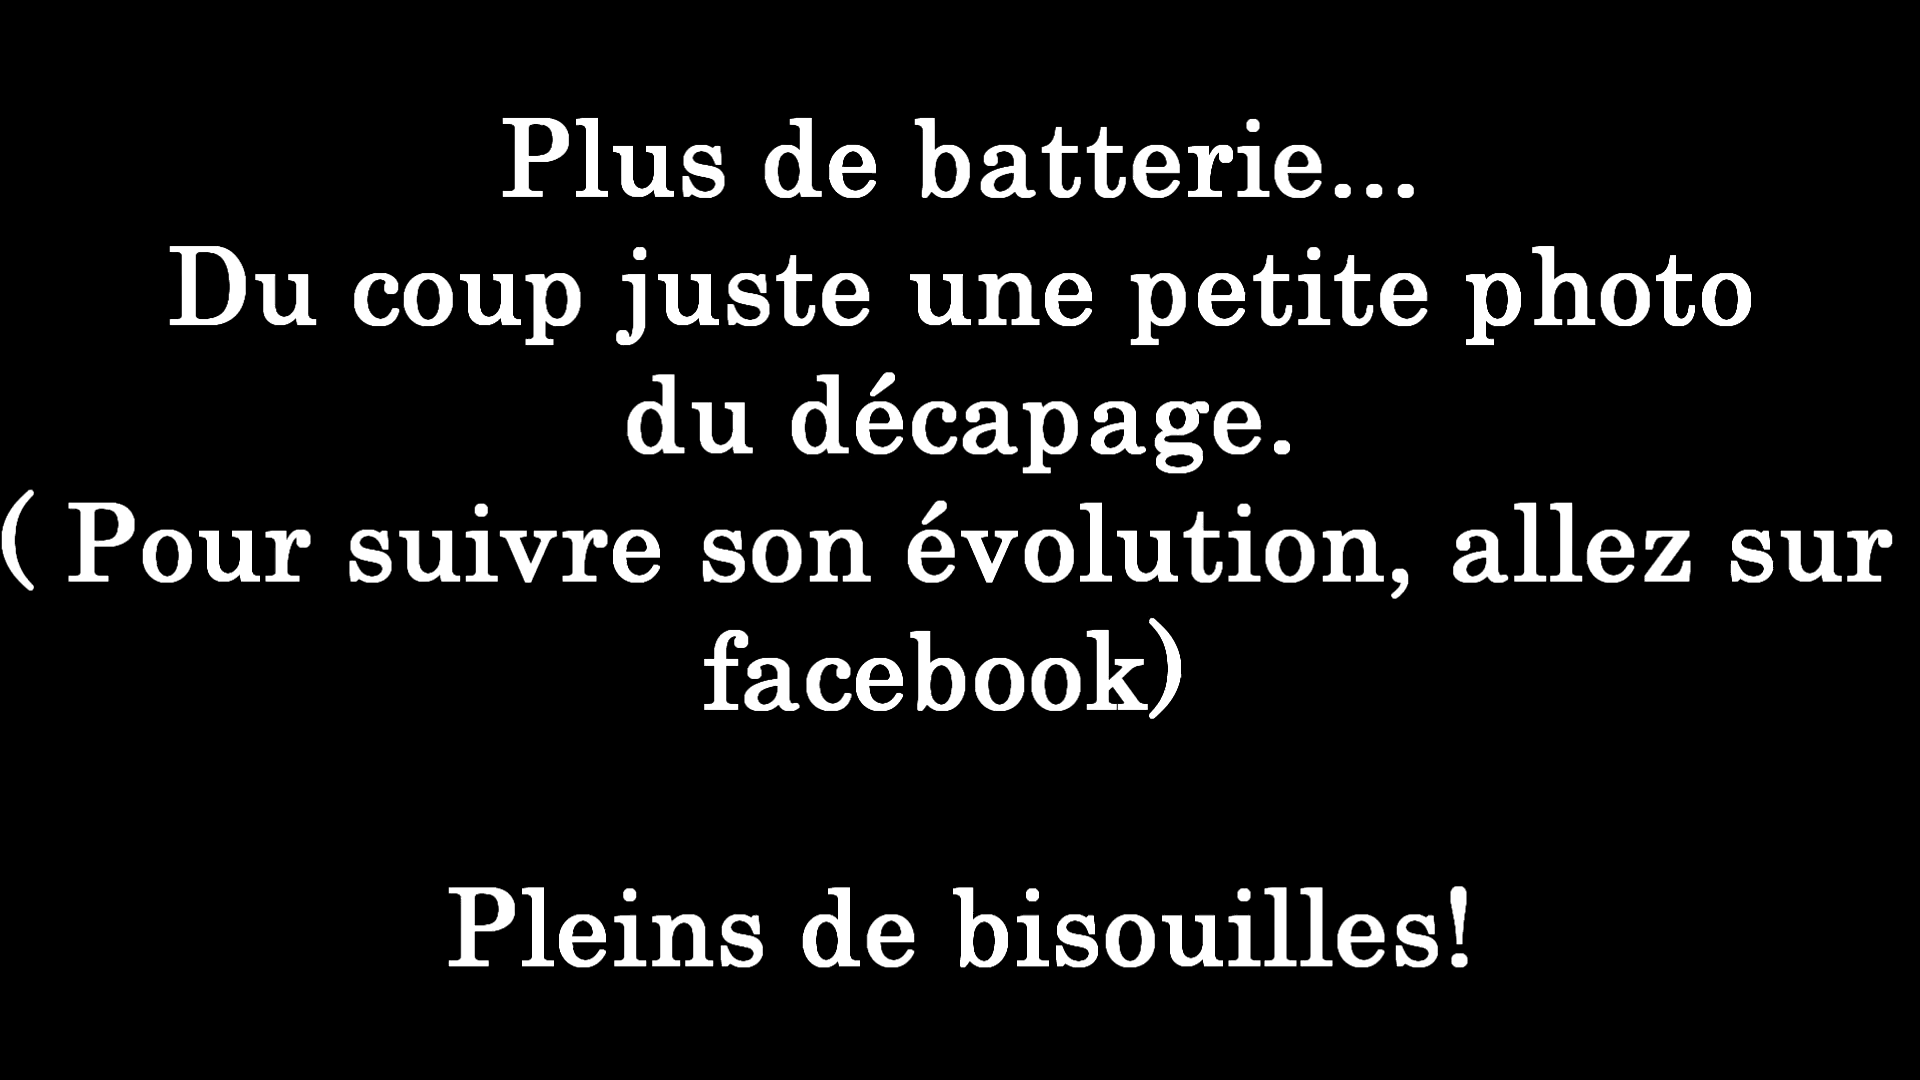 Plus de batterie...
Du coup juste une petite photo
du décapage.
( Pour suivre son évolution, allez sur
facebook)
Pleins de bisouilles!